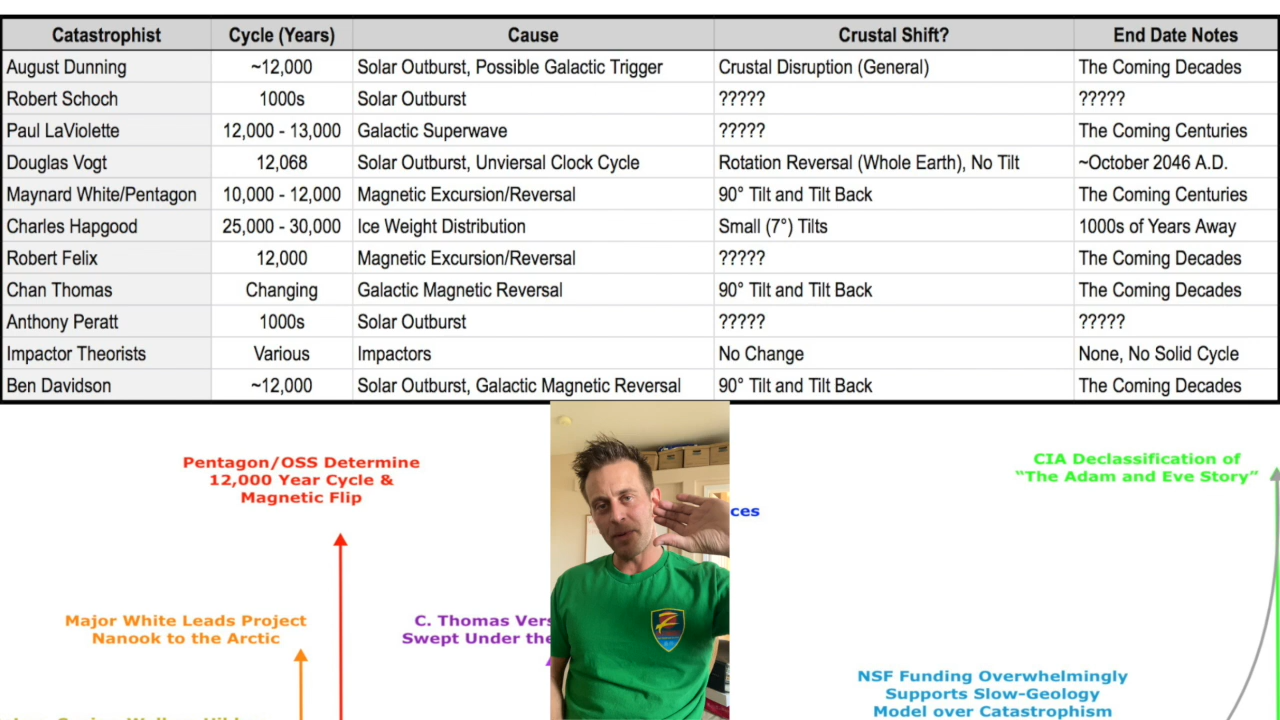 Catastrophist Cycle (Years) Cause Crustal Shift? End Date Notes
August Dunning ~12,000 Solar Outburst, Possible Galactic Trigger Crustal Disruption (General) The Coming Decades
Robert Schoch 1000s Solar Outburst ????? ?????
Paul LaViolette 12,000 - 13,000 Galactic Superwave ????? The Coming Centuries
Douglas Vogt 12,068 Solar Outburst, Unviersal Clock Cycle Rotation Reversal (Whole Earth), No Tilt ~October 2046 A.D.
Maynard White/Pentagon 10,000 - 12,000 Magnetic Excursion/Reversal 90° Tilt and Tilt Back The Coming Centuries
Charles Hapgood 25,000 - 30,000 Ice Weight Distribution Small (7°) Tilts 1000s of Years Away
Robert Felix 12,000 Magnetic Excursion/Reversal ????? The Coming Decades
Chan Thomas Changing Galactic Magnetic Reversal 90° Tilt and Tilt Back The Coming Decades
Anthony Peratt 1000s Solar Outburst ????? ?????
Impactor Theorists Various Impactors No Change None, No Solid Cycle
Ben Davidson ~12,000 Solar Outburst, Galactic Magnetic Reversal 90° Tilt and Tilt Back The Coming Decades
Pentagon/OSS Determine
12,000 Year Cycle &
Magnetic Flip
CIA Declassification of
“The Adam and Eve Story”
ces
Major White Leads Project
Nanook to the Arctic
C. Thomas Vers
Swept Under the
NSF Funding Overwhelmingly
Supports Slow-Geology
Model over Catastrophism